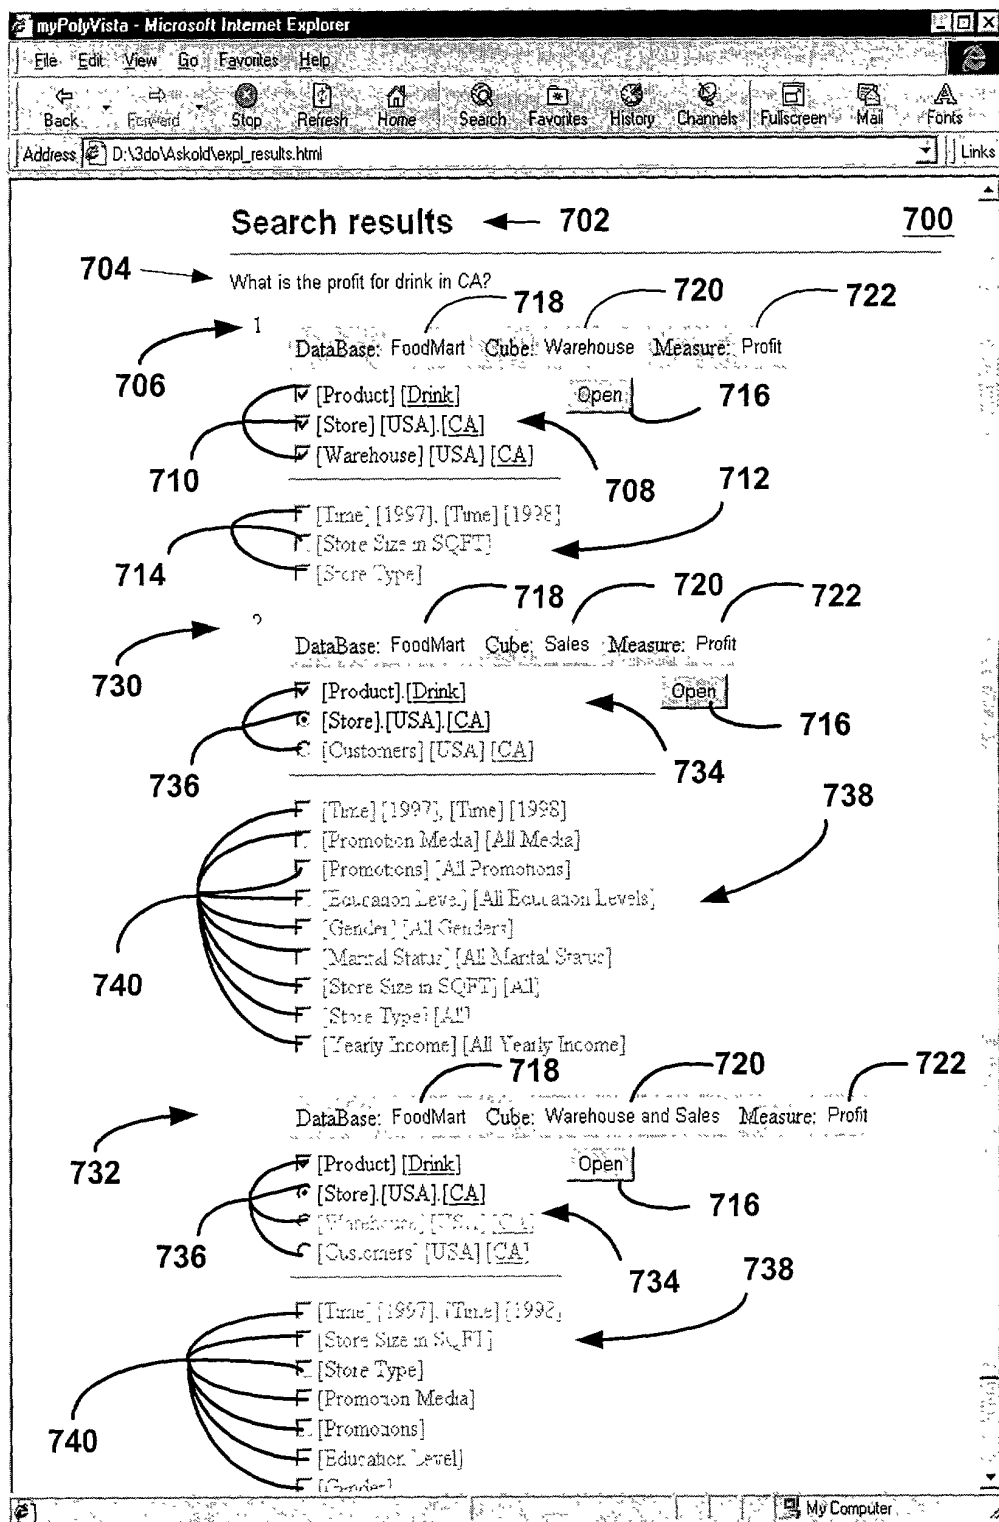 myPolyVista - Microsoft Internet Explorer
File Edit View Go Favorites Help
Back Forward Stop Refresh Home Search Favorites History Channels Fullscreen Mail Fonts
Address D:\3do\Askold\expl_results.html Links
Search results 702 700
704 What is the profit for drink in CA?
718 720 722
706 1
DataBase: FoodMart Cube: Warehouse Measure: Profit
[Product] [Drink] Open 716
[Store] [USA].[CA]
[Warehouse] [USA] [CA]
710 708 712
[Time] [1997], [Time] [1998]
[Store Size in SQFT]
[Store Type]
714
718 720 722
730 2
DataBase: FoodMart Cube: Sales Measure: Profit
[Product].[Drink] Open
[Store].[USA].[CA] 716
[Customers] [USA] [CA]
736 734
[Time] [1997], [Time] [1998] 738
[Promotion Media] [All Media]
[Promotions] [All Promotions]
[Education Level] [All Education Levels]
[Gender] [All Genders]
[Marital Status] [All Marital Status]
[Store Size in SQFT] [All]
[Store Type] [All]
[Yearly Income] [All Yearly Income]
740
718 720 722
DataBase: FoodMart Cube: Warehouse and Sales Measure: Profit
732
[Product] [Drink] Open
[Store].[USA].[CA] 716
[Warehouse] [USA] [CA]
[Customers] [USA] [CA]
736 734 738
[Time] [1997], [Time] [1998]
[Store Size in SQFT]
[Store Type]
[Promotion Media]
[Promotions]
[Education Level]
[Gender]
740
My Computer